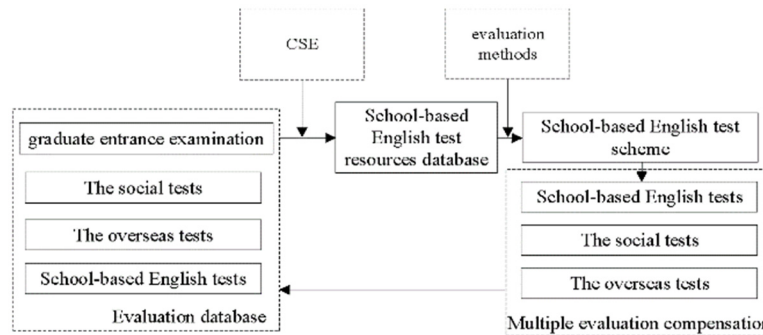 CSE
evaluation
methods
graduate entrance examination
The social tests
The overseas tests
School-based English tests
Evaluation database
School-based
English test
resources database
School-based English test
scheme
School-based English tests
The social tests
The overseas tests
Multiple evaluation compensation